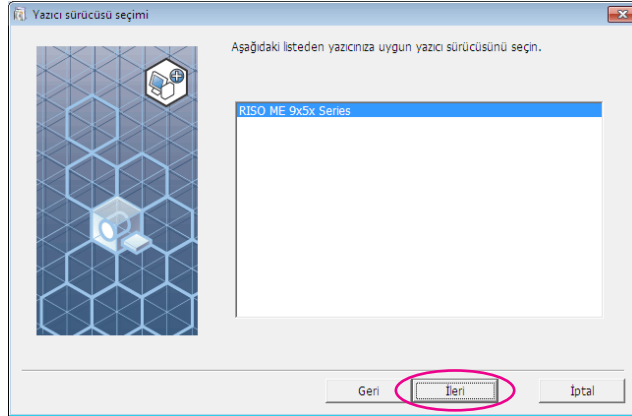 Yazıcı sürücüsü seçimi
Aşağıdaki listeden yazıcınıza uygun yazıcı sürücüsünü seçin.
RISO ME 9x5x Series
Geri İleri İptal